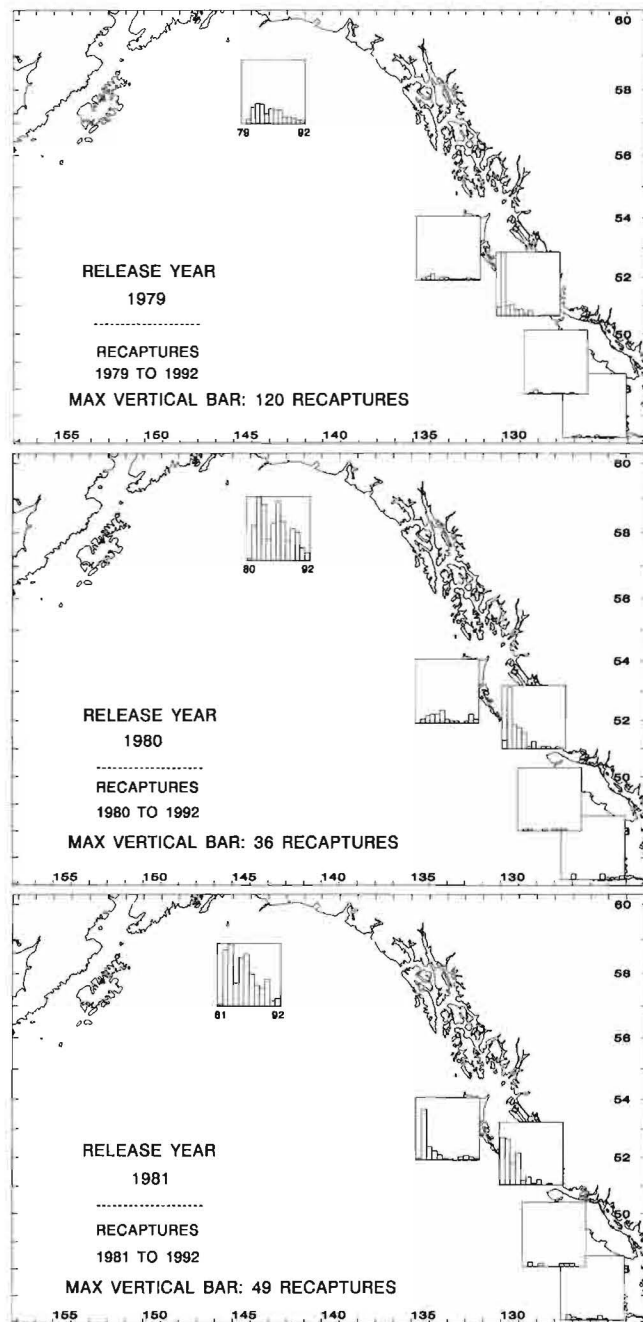 60
58
79 92
56
54
RELEASE YEAR
52
1979
50
RECAPTURES
1979 TO 1992
8
MAX VERTICAL BAR: 120 RECAPTURES
155 150 145 140 135 130
60
58
80 92
56
54
RELEASE YEAR
52
1980
50
RECAPTURES
1980 TO 1992
8
MAX VERTICAL BAR: 36 RECAPTURES
155 150 145 140 135 130
60
58
81 92
56
54
RELEASE YEAR
52
1981
50
RECAPTURES
1981 TO 1992
8
MAX VERTICAL BAR: 49 RECAPTURES
155 150 145 140 135 130